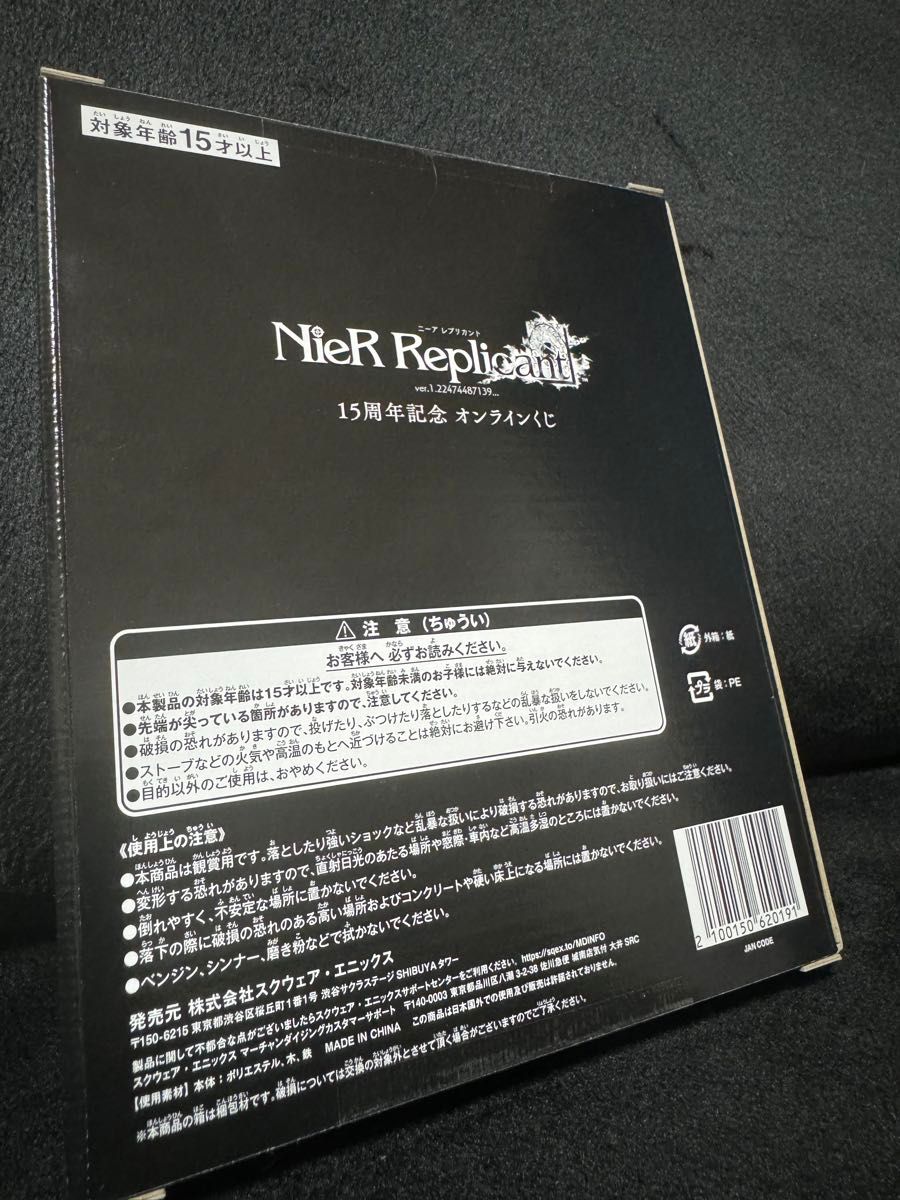 対象年齢15才以上
ニーア レプリカント
NieR Replicant
ver.1.22474487139...
15周年記念 オンラインくじ
⚠ 注 意 (ちゅうい)
お客様へ 必ずお読みください。
●本製品の対象年齢は15才以上です。対象年齢未満のお子様には絶対に与えないでください。
●先端が尖っている箇所がありますので、注意してください。
●破損の恐れがありますので、投げたり、ぶつけたり落としたりするなどの乱暴な扱いをしないでください。
●ストーブなどの火気や高温のもとへ近づけることは絶対にお避け下さい。引火の恐れがあります。
●目的以外のご使用は、おやめください。
紙 外箱:紙
プラ 袋:PE
《使用上の注意》
●本商品は観賞用です。落としたり強いショックなど乱暴な扱いにより破損する恐れがありますので、お取り扱いにはご注意ください。
●変形する恐れがありますので、直射日光のあたる場所や窓際・車内など高温多湿のところには置かないでください。
●倒れやすく、不安定な場所に置かないでください。
●落下の際に破損の恐れのある高い場所およびコンクリートや硬い床上になる場所には置かないでください。
●ベンジン、シンナー、磨き粉などで拭かないでください。
発売元 株式会社スクウェア・エニックス
〒150-6215 東京都渋谷区桜丘町1番1号 渋谷サクラステージ SHIBUYA タワー
製品に関して不都合な点がございましたらスクウェア・エニックスサポートセンターをご利用ください。https://sqex.to/MDINFO
スクウェア・エニックス マーチャンダイジングカスタマーサポート 〒140-0003 東京都品川区八潮 3-2-38 佐川急便 城南店気付 大井 SRC
【使用素材】本体:ポリエステル、木、鉄 MADE IN CHINA この商品は日本国外での使用及び販売は許諾されておりません。
※本商品の箱は梱包材です。破損については交換の対象外とさせて頂く場合がございますのでご了承ください。
2 100150 620191
JAN CODE